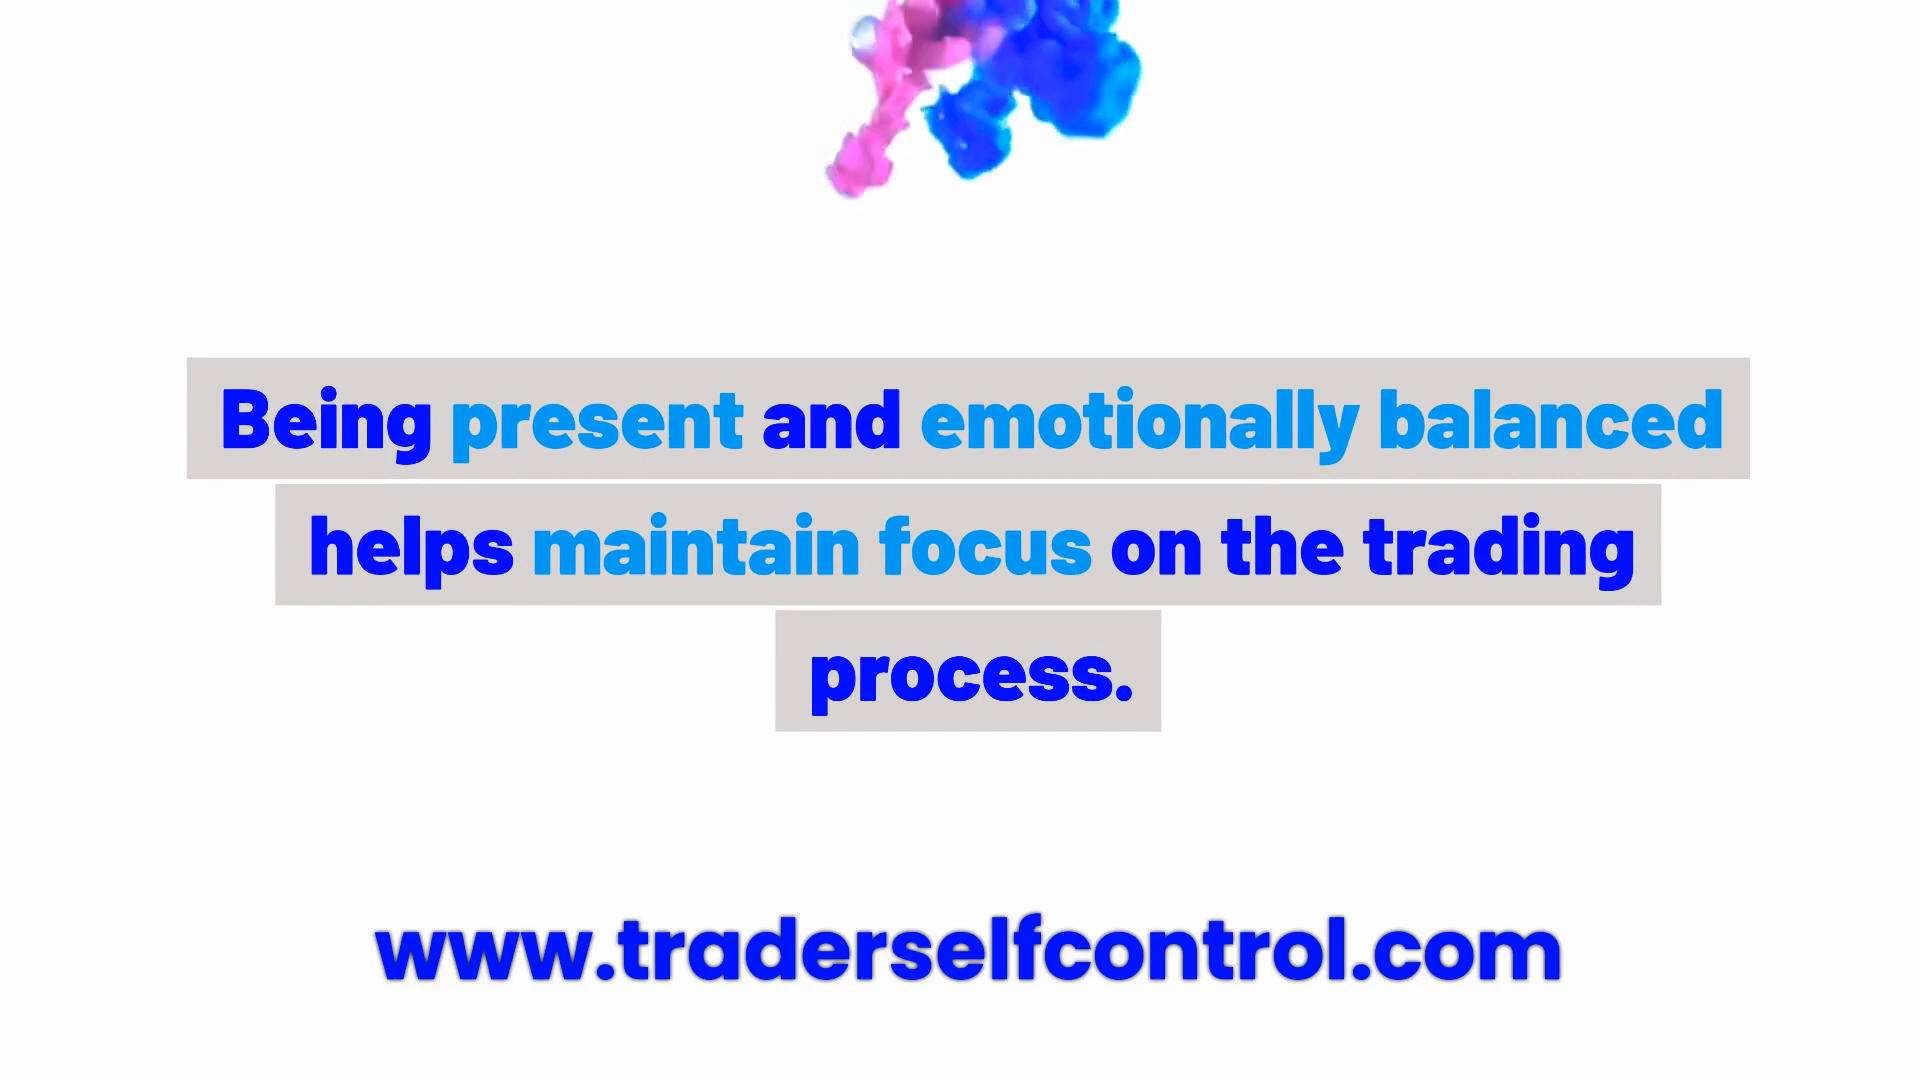 Being present and emotionally balanced
helps maintain focus on the trading
process.
www.traderselfcontrol.com